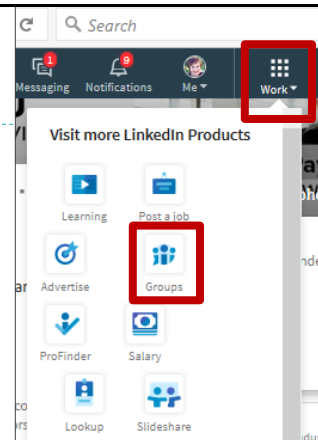 Search
1
9
Messaging Notifications Me Work
Visit more LinkedIn Products
Learning Post a job
Advertise Groups
ProFinder Salary
Lookup Slideshare